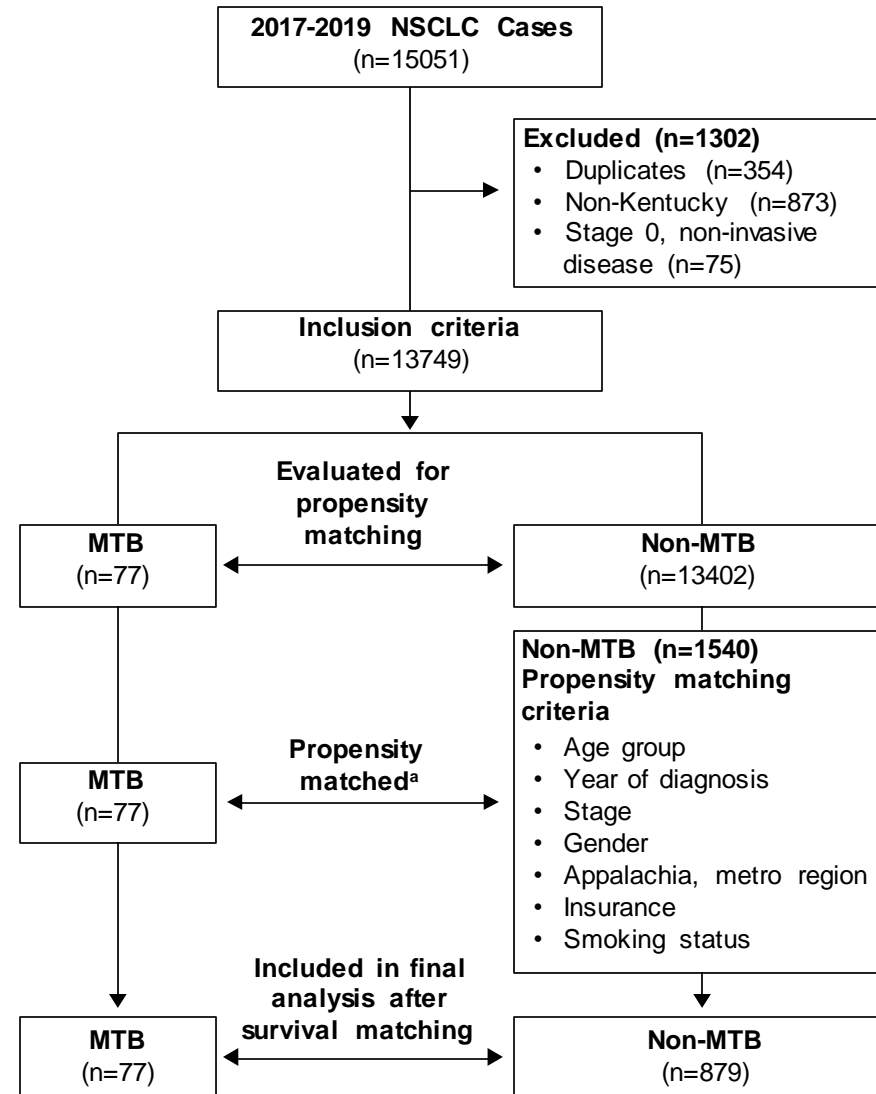 2017-2019 NSCLC Cases
(n=15051)
Excluded (n=1302)
• Duplicates (n=354)
• Non-Kentucky (n=873)
• Stage 0, non-invasive
disease (n=75)
Inclusion criteria
(n=13749)
Evaluated for
propensity
matching
MTB
(n=77)
Non-MTB
(n=13402)
Non-MTB (n=1540)
Propensity matching
criteria
• Age group
• Year of diagnosis
• Stage
• Gender
• Appalachia, metro region
• Insurance
• Smoking status
Propensity
matchedᵃ
MTB
(n=77)
Included in final
analysis after
survival matching
MTB
(n=77)
Non-MTB
(n=879)